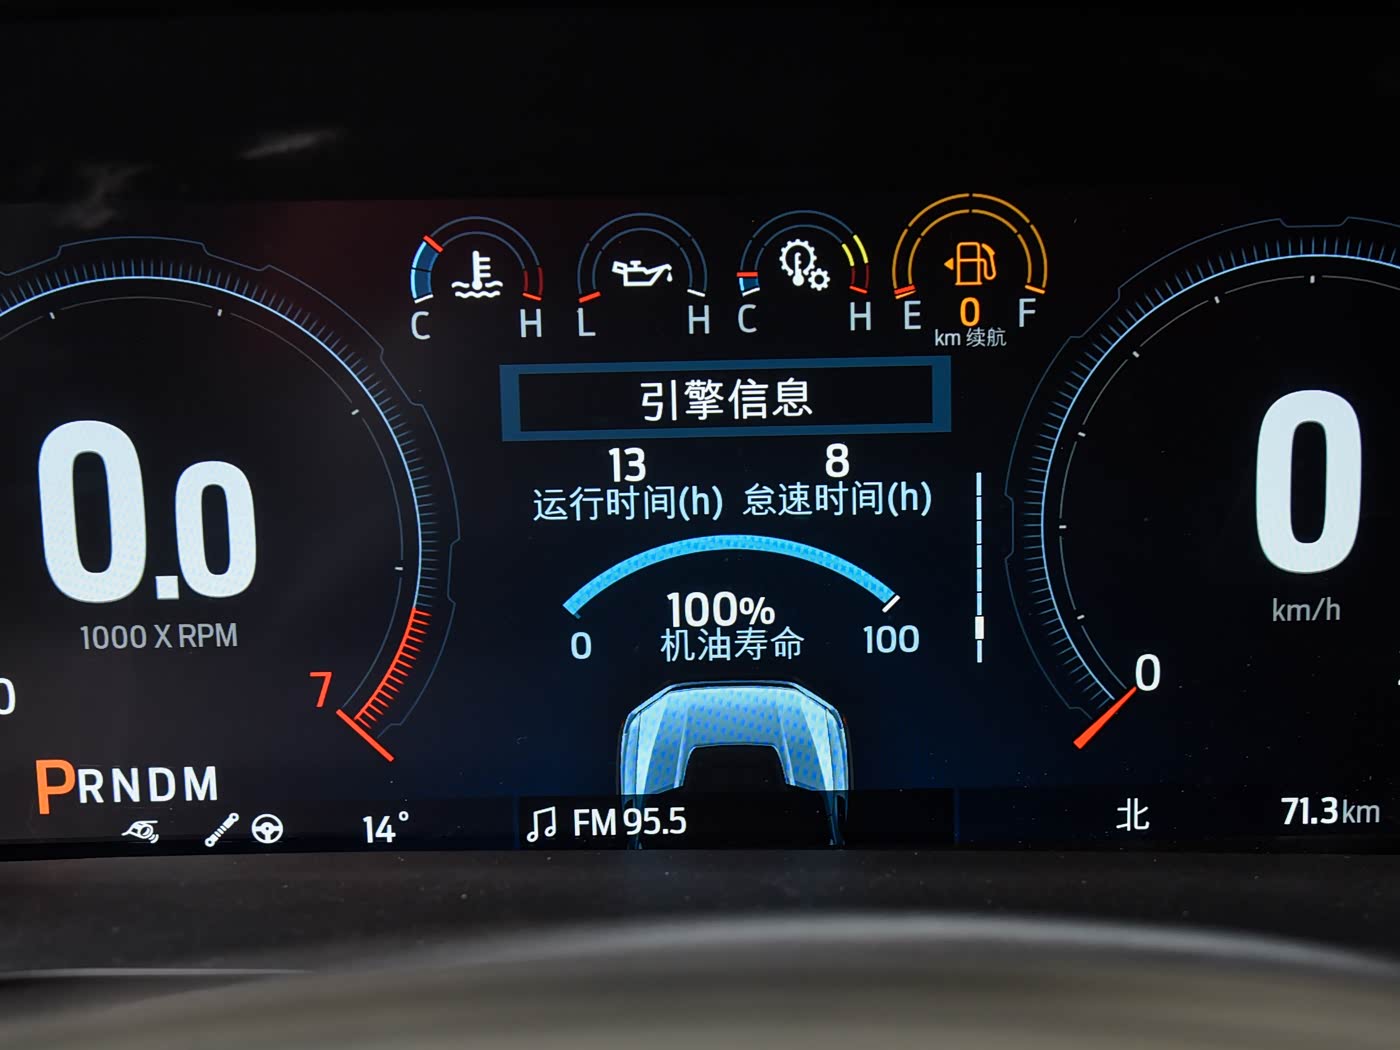 C H L H C H E 0 F
km 续航
引擎信息
13 8
运行时间(h) 怠速时间(h)
0.0
1000 X RPM
7
100%
0 机油寿命 100
0
km/h
0
0
PRNDM
14°
FM 95.5
北
71.3km